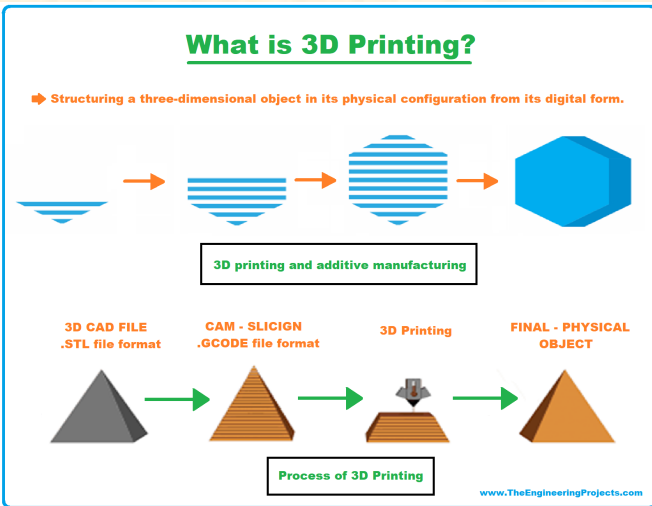 What is 3D Printing?
Structuring a three-dimensional object in its physical configuration from its digital form.
3D printing and additive manufacturing
3D CAD FILE
.STL file format
CAM - SLICIGN
.GCODE file format
3D Printing
FINAL - PHYSICAL
OBJECT
Process of 3D Printing
www.TheEngineeringProjects.com